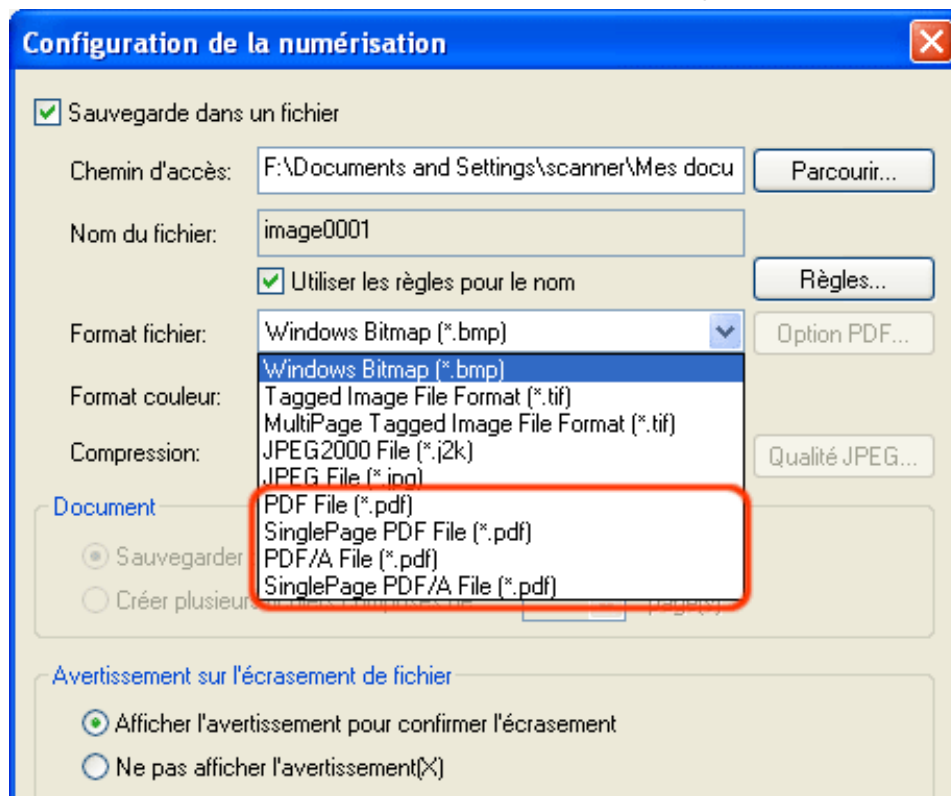 Configuration de la numérisation
Sauvegarde dans un fichier
Chemin d'accès: F:\Documents and Settings\scanner\Mes docu Parcourir...
Nom du fichier: image0001
Utiliser les règles pour le nom Règles...
Format fichier: Windows Bitmap (*.bmp) Option PDF...
Windows Bitmap (*.bmp)
Format couleur: Tagged Image File Format (*.tif)
MultiPage Tagged Image File Format (*.tif)
Compression: JPEG2000 File (*.j2k) Qualité JPEG...
JPEG File (*.jpg)
Document PDF File (*.pdf)
SinglePage PDF File (*.pdf)
Sauvegarder PDF/A File (*.pdf)
SinglePage PDF/A File (*.pdf)
Créer plusieurs fichiers composés de page(s)
Avertissement sur l'écrasement de fichier
Afficher l'avertissement pour confirmer l'écrasement
Ne pas afficher l'avertissement(X)